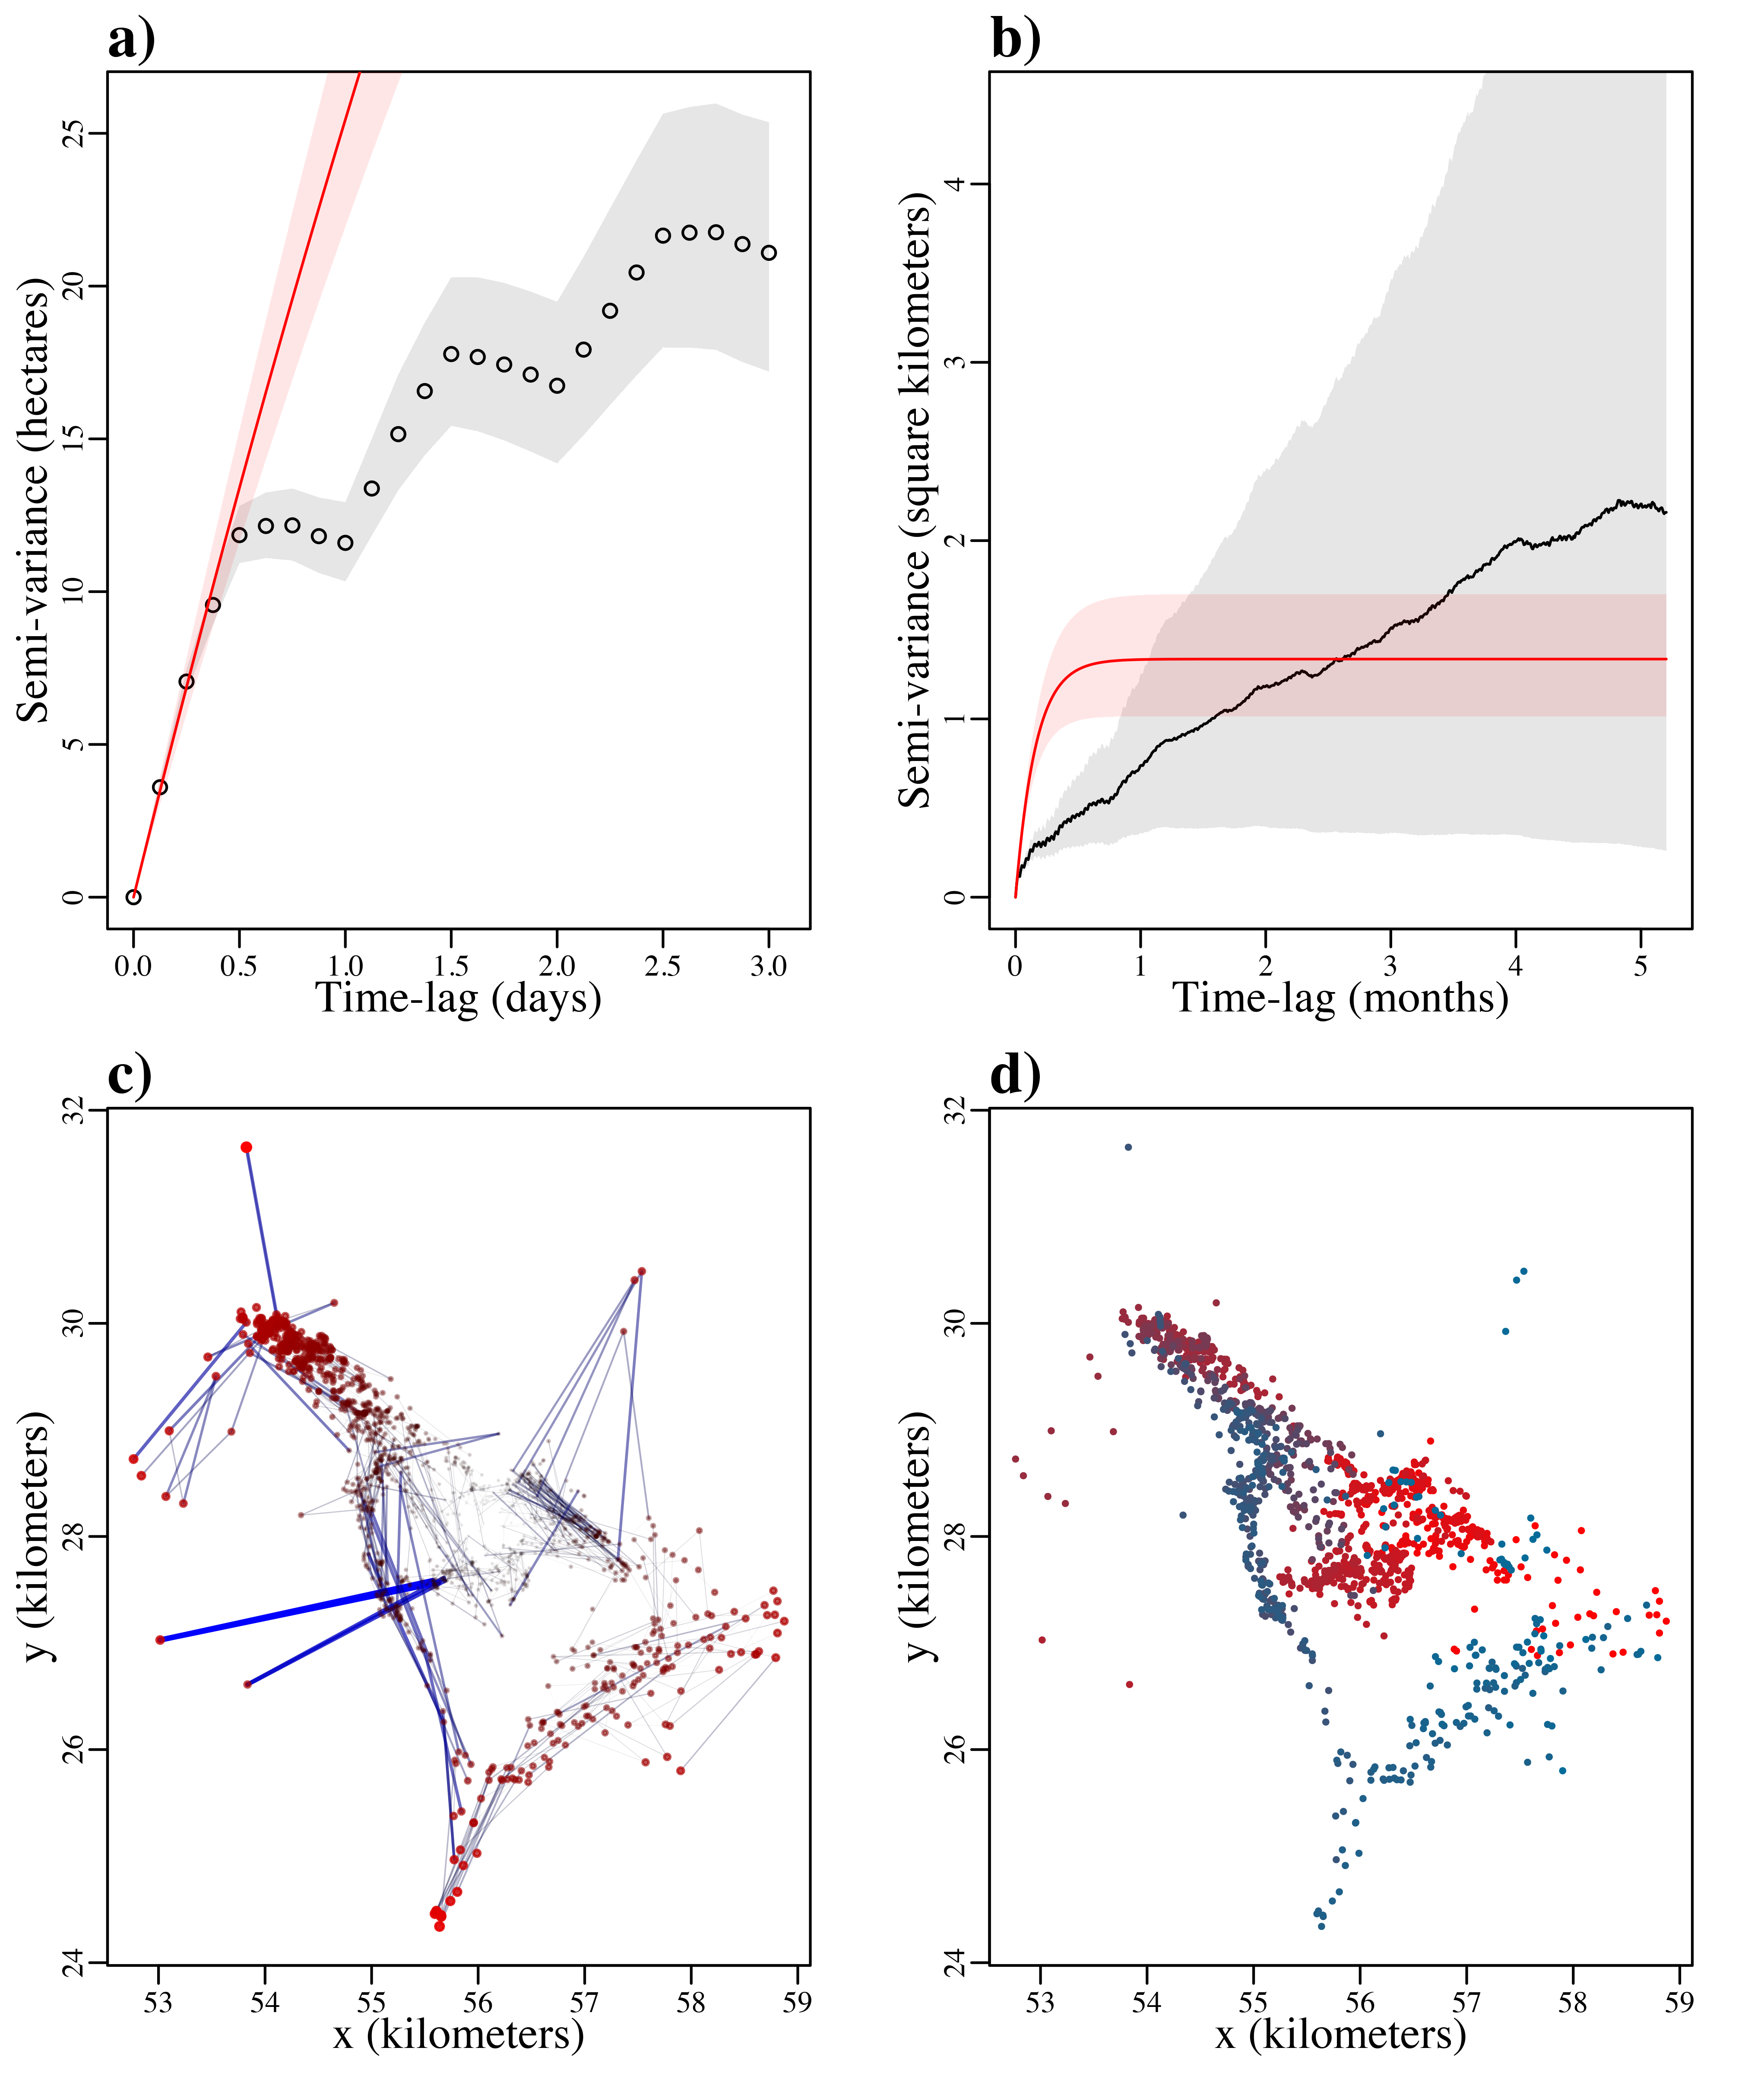 a)
Semi-variance (hectares)
0 5 10 15 20 25
0.0 0.5 1.0 1.5 2.0 2.5 3.0
Time-lag (days)
b)
Semi-variance (square kilometers)
0 1 2 3 4
0 1 2 3 4 5
Time-lag (months)
c)
y (kilometers)
24 26 28 30 32
53 54 55 56 57 58 59
x (kilometers)
d)
y (kilometers)
24 26 28 30 32
53 54 55 56 57 58 59
x (kilometers)